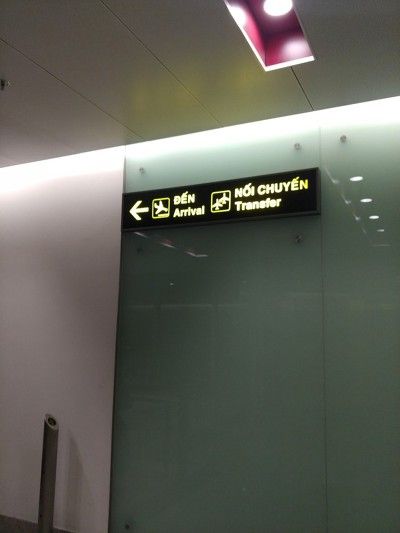 ĐẾN
Arrival
NỐI CHUYẾN
Transfer